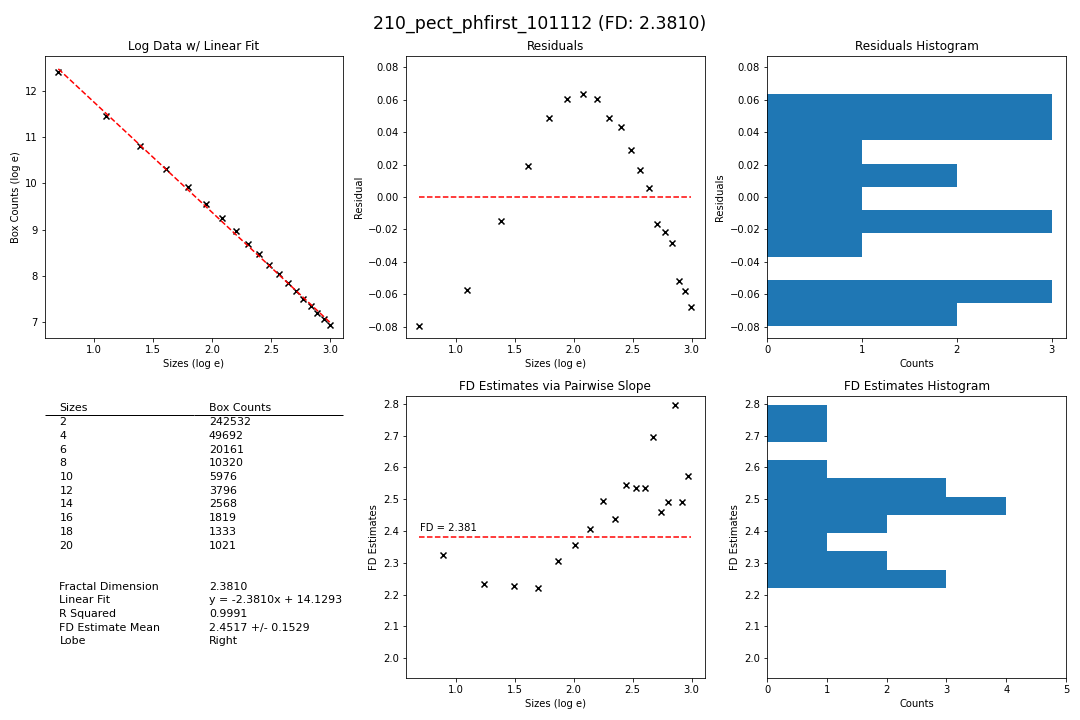 210_pect_phfirst_101112 (FD: 2.3810)
Log Data w/ Linear Fit
12
11
10
9
8
7
Box Counts (log e)
1.0 1.5 2.0 2.5 3.0
Sizes (log e)
Residuals
0.08
0.06
0.04
0.02
0.00
−0.02
−0.04
−0.06
−0.08
Residual
1.0 1.5 2.0 2.5 3.0
Sizes (log e)
Residuals Histogram
0.08
0.06
0.04
0.02
0.00
−0.02
−0.04
−0.06
−0.08
Residuals
0 1 2 3
Counts
Sizes Box Counts
2 242532
4 49692
6 20161
8 10320
10 5976
12 3796
14 2568
16 1819
18 1333
20 1021
Fractal Dimension 2.3810
Linear Fit y = -2.3810x + 14.1293
R Squared 0.9991
FD Estimate Mean 2.4517 +/- 0.1529
Lobe Right
FD Estimates via Pairwise Slope
2.8
2.7
2.6
2.5
2.4
2.3
2.2
2.1
2.0
FD Estimates
FD = 2.381
1.0 1.5 2.0 2.5 3.0
Sizes (log e)
FD Estimates Histogram
2.8
2.7
2.6
2.5
2.4
2.3
2.2
2.1
2.0
FD Estimates
0 1 2 3 4 5
Counts